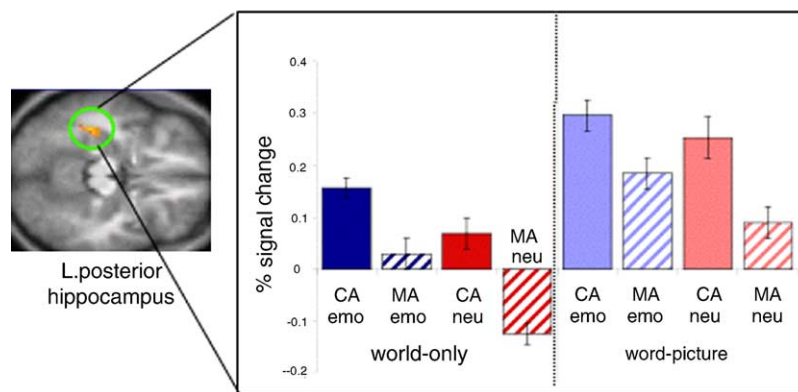 L.posterior
hippocampus
% signal change
0.4
0.3
0.2
0.1
0
-0.1
--0.2
CA
emo
MA
emo
CA
neu
MA
neu
world-only
CA
emo
MA
emo
CA
neu
MA
neu
word-picture